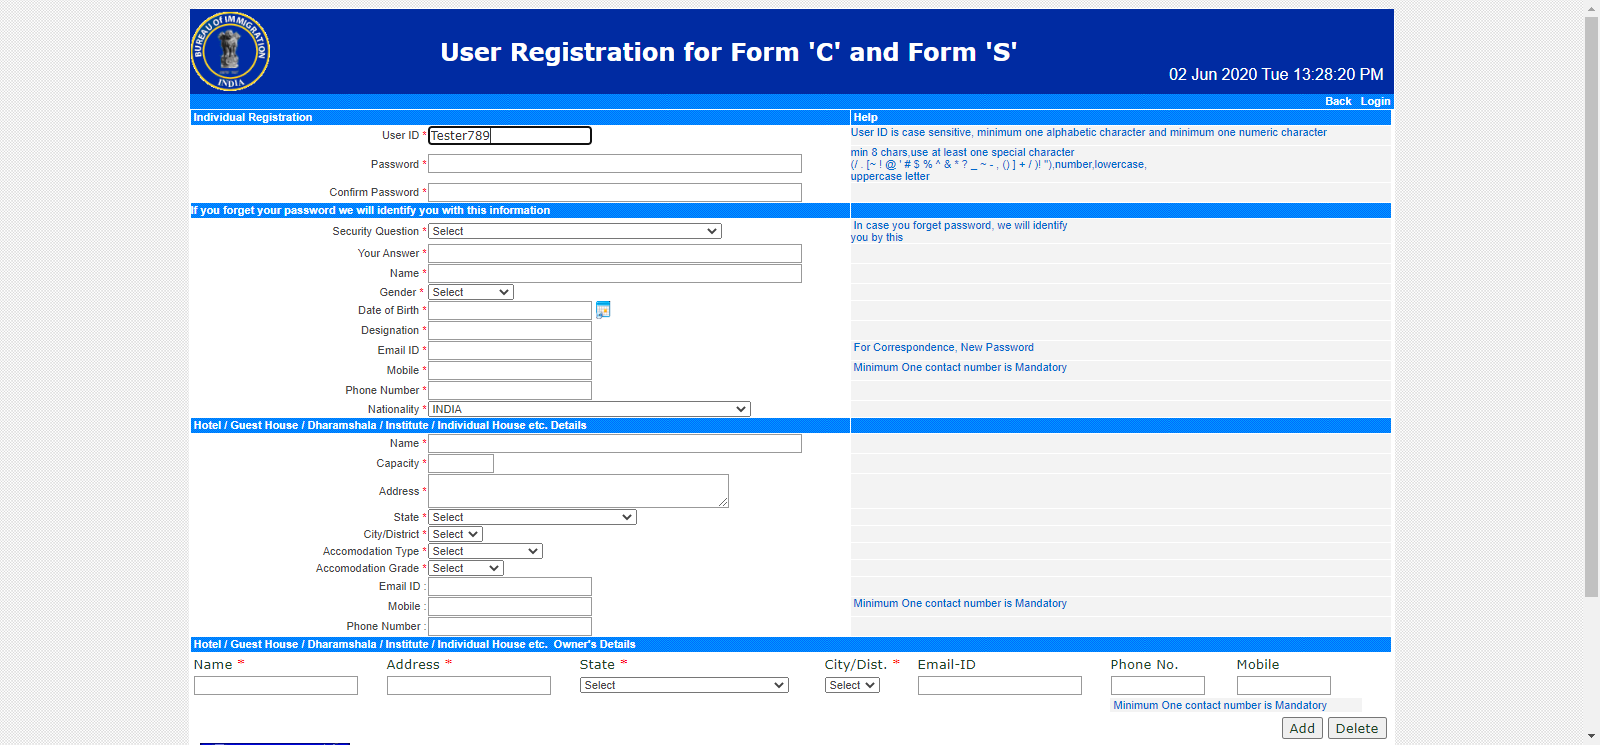 BUREAU OF IMMIGRATION
INDIA
User Registration for Form 'C' and Form 'S'
02 Jun 2020 Tue 13:28:20 PM
Back Login
Individual Registration Help
User ID * Tester789 User ID is case sensitive, minimum one alphabetic character and minimum one numeric character
Password * min 8 chars,use at least one special character
(/ . [~ ! @ ' # $ % ^ & * ? _ ~ - , () ] + / )! "),number,lowercase,
uppercase letter
Confirm Password *
If you forget your password we will identify you with this information
Security Question * Select In case you forget password, we will identify
you by this
Your Answer *
Name *
Gender * Select
Date of Birth *
Designation *
Email ID * For Correspondence, New Password
Mobile * Minimum One contact number is Mandatory
Phone Number *
Nationality * INDIA
Hotel / Guest House / Dharamshala / Institute / Individual House etc. Details
Name *
Capacity *
Address *
State * Select
City/District * Select
Accomodation Type * Select
Accomodation Grade * Select
Email ID :
Mobile : Minimum One contact number is Mandatory
Phone Number :
Hotel / Guest House / Dharamshala / Institute / Individual House etc. Owner's Details
Name * Address * State * City/Dist. * Email-ID Phone No. Mobile
Select Select
Minimum One contact number is Mandatory
Add Delete